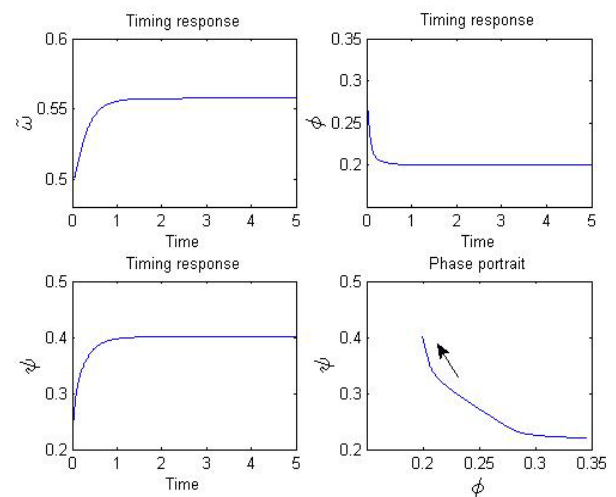 Timing response
0.6
0.55
0.5
ω̃
0 1 2 3 4 5
Time
Timing response
0.35
0.3
0.25
0.2
ϕ
0 1 2 3 4 5
Time
Timing response
0.5
0.4
0.3
0.2
ψ
0 1 2 3 4 5
Time
Phase portrait
0.5
0.4
0.3
0.2
ψ
0.2 0.25 0.3 0.35
ϕ